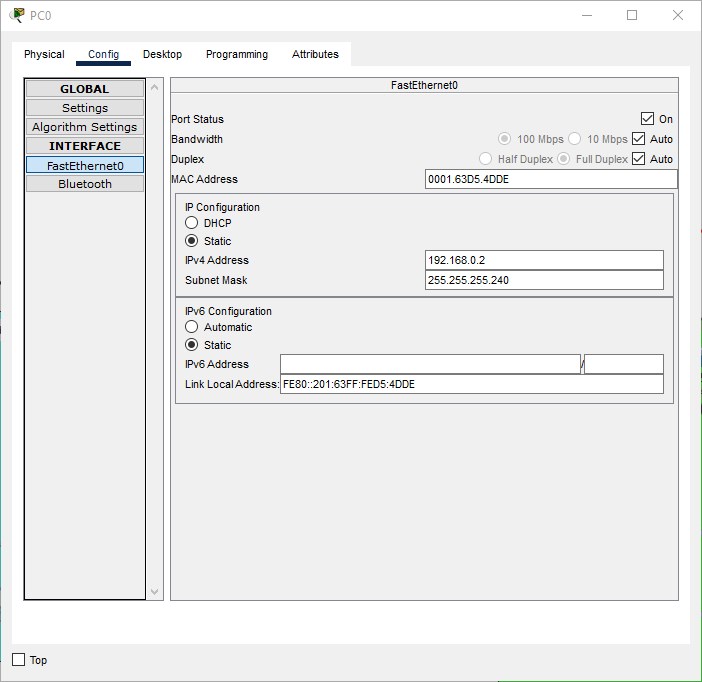 PC0
Physical Config Desktop Programming Attributes
GLOBAL
Settings
Algorithm Settings
INTERFACE
FastEthernet0
Bluetooth
FastEthernet0
Port Status On
Bandwidth 100 Mbps 10 Mbps Auto
Duplex Half Duplex Full Duplex Auto
MAC Address 0001.63D5.4DDE
IP Configuration
DHCP
Static
IPv4 Address 192.168.0.2
Subnet Mask 255.255.255.240
IPv6 Configuration
Automatic
Static
IPv6 Address /
Link Local Address: FE80::201:63FF:FED5:4DDE
Top